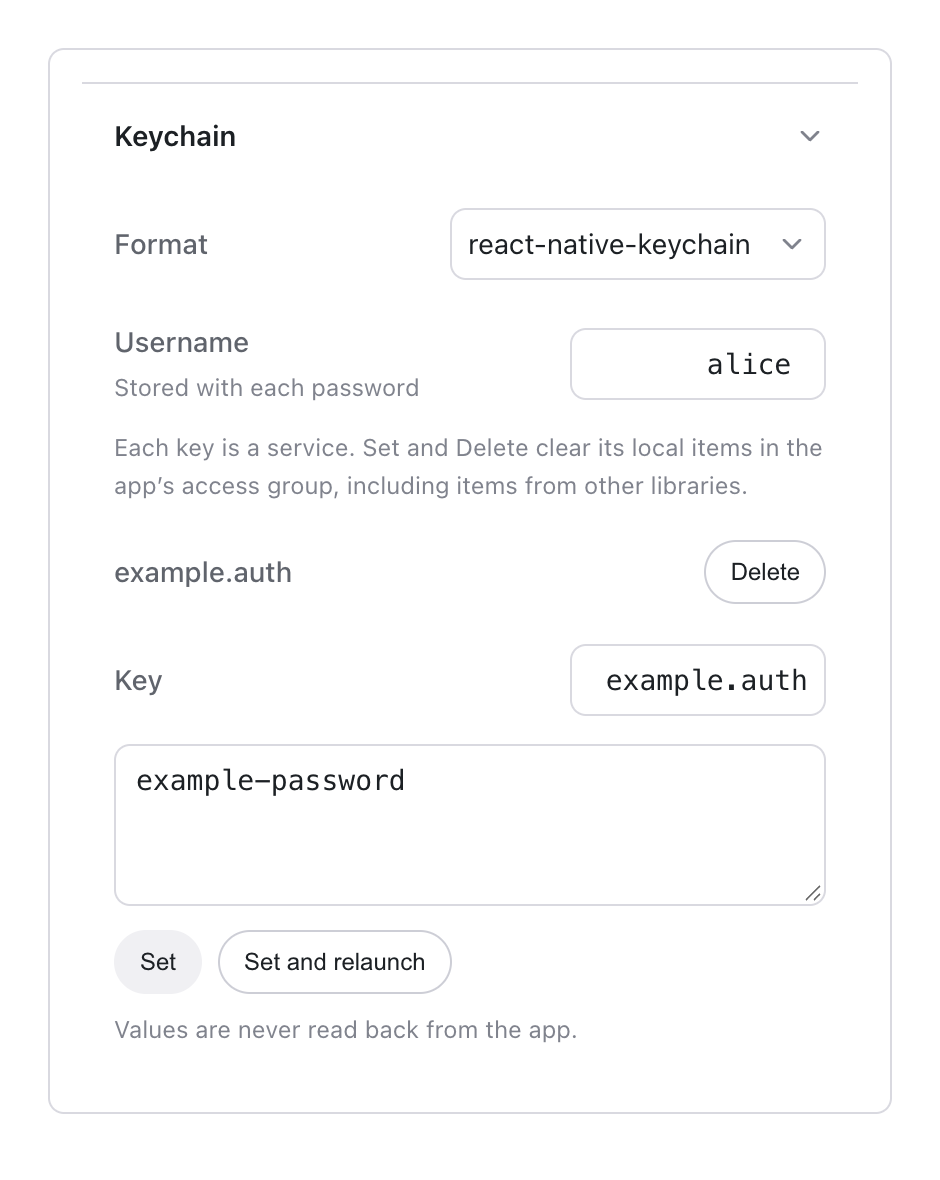 Keychain
Format
react-native-keychain
Username
Stored with each password
alice
Each key is a service. Set and Delete clear its local items in the
app’s access group, including items from other libraries.
example.auth
Delete
Key
example.auth
example-password
Set
Set and relaunch
Values are never read back from the app.